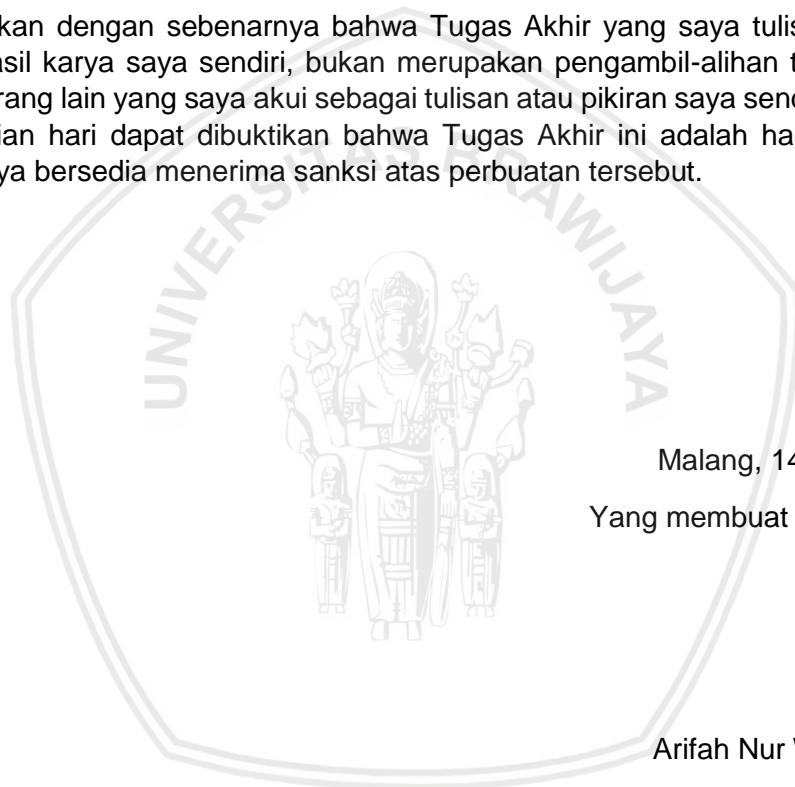 kan dengan sebenarnya bahwa Tugas Akhir yang saya tulis
asil karya saya sendiri, bukan merupakan pengambil-alihan t
rang lain yang saya akui sebagai tulisan atau pikiran saya send
ian hari dapat dibuktikan bahwa Tugas Akhir ini adalah ha
ya bersedia menerima sanksi atas perbuatan tersebut.
UNIVERSITAS BRAWIJAYA
Malang, 14
Yang membuat
Arifah Nur